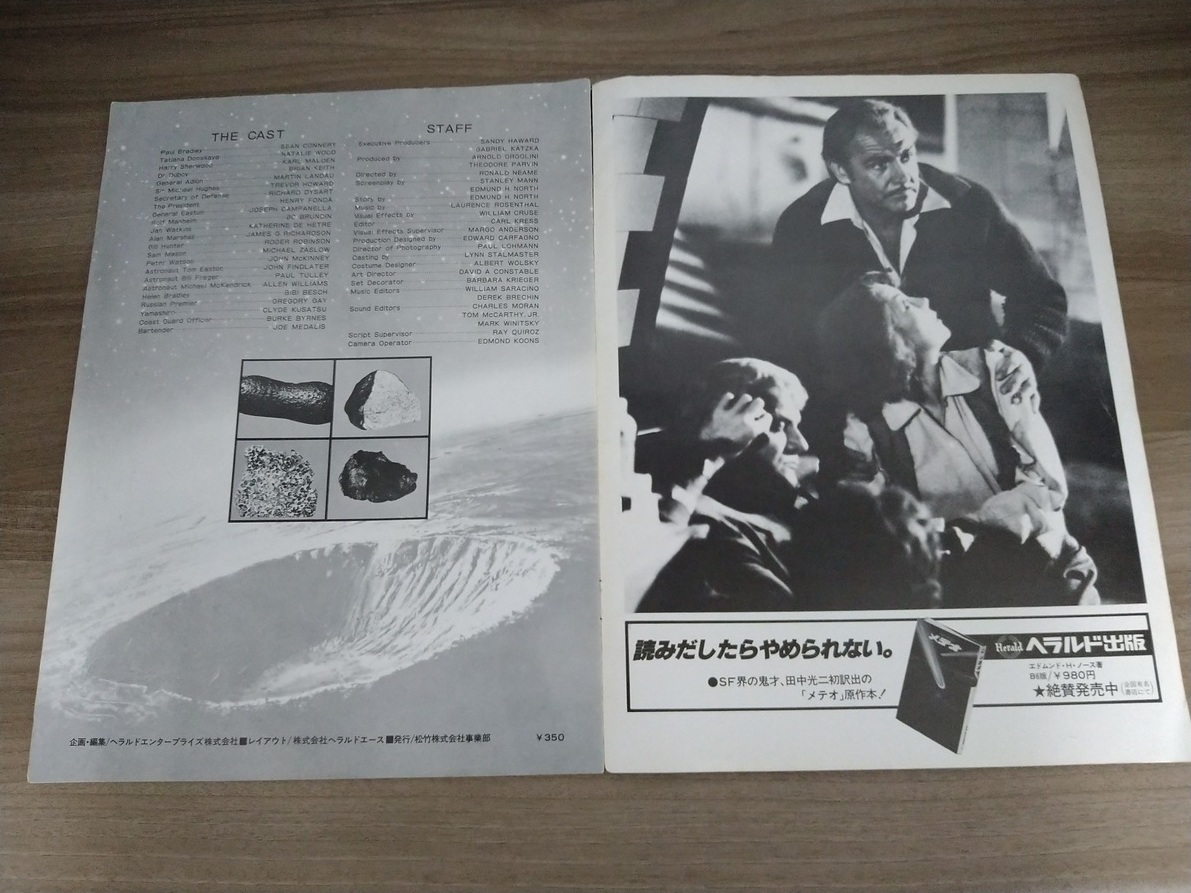 THE CAST
Paul Bradley SEAN CONNERY
Tatiana Donskaya NATALIE WOOD
Harry Sherwood KARL MALDEN
Dr Dubov BRIAN KEITH
General Adlon MARTIN LANDAU
Sir Michael Hughes TREVOR HOWARD
Secretary of Defense RICHARD DYSART
The President HENRY FONDA
General Easton JOSEPH CAMPANELLA
Rolf Manheim BO BRUNDIN
Jan Watkins KATHERINE DE HETRE
Alan Marshall JAMES G RICHARDSON
Bill Hunter ROGER ROBINSON
Sam Mason MICHAEL ZASLOW
Peter Watson JOHN McKINNEY
Astronaut Tom Easton JOHN FINDLATER
Astronaut Bill Frager PAUL TULLEY
Astronaut Michael McKendrick ALLEN WILLIAMS
Helen Bradley BIBI BESCH
Russian Premier GREGORY GAY
Yamashiro CLYDE KUSATSU
Coast Guard Officer BURKE BYRNES
Bartender JOE MEDALIS
STAFF
Executive Producers SANDY HAWARD
GABRIEL KATZKA
Produced by ARNOLD ORGOLINI
THEODORE PARVIN
Directed by RONALD NEAME
Screenplay by STANLEY MANN
EDMUND H NORTH
Story by EDMUND H NORTH
Music by LAURENCE ROSENTHAL
Visual Effects by WILLIAM CRUSE
Editor CARL KRESS
Visual Effects Supervisor MARGO ANDERSON
Production Designed by EDWARD CARFAGNO
Director of Photography PAUL LOHMANN
Casting by LYNN STALMASTER
Costume Designer ALBERT WOLSKY
Art Director DAVID A CONSTABLE
Set Decorator BARBARA KRIEGER
Music Editors WILLIAM SARACINO
DEREK BRECHIN
Sound Editors CHARLES MORAN
TOM McCARTHY, JR.
MARK WINITSKY
Script Supervisor RAY QUIROZ
Camera Operator EDMOND KOONS
企画・編集/ヘラルドエンタープライズ株式会社■レイアウト/株式会社ヘラルドエース■発行/松竹株式会社事業部 ￥350
読みだしたらやめられない。
●SF界の鬼才、田中光二初訳出の
「メテオ」原作本！
メテオ
Herald ヘラルド出版
エドムンド・H・ノース著
B6版/￥980円
★絶賛発売中(全国有名書店にて)